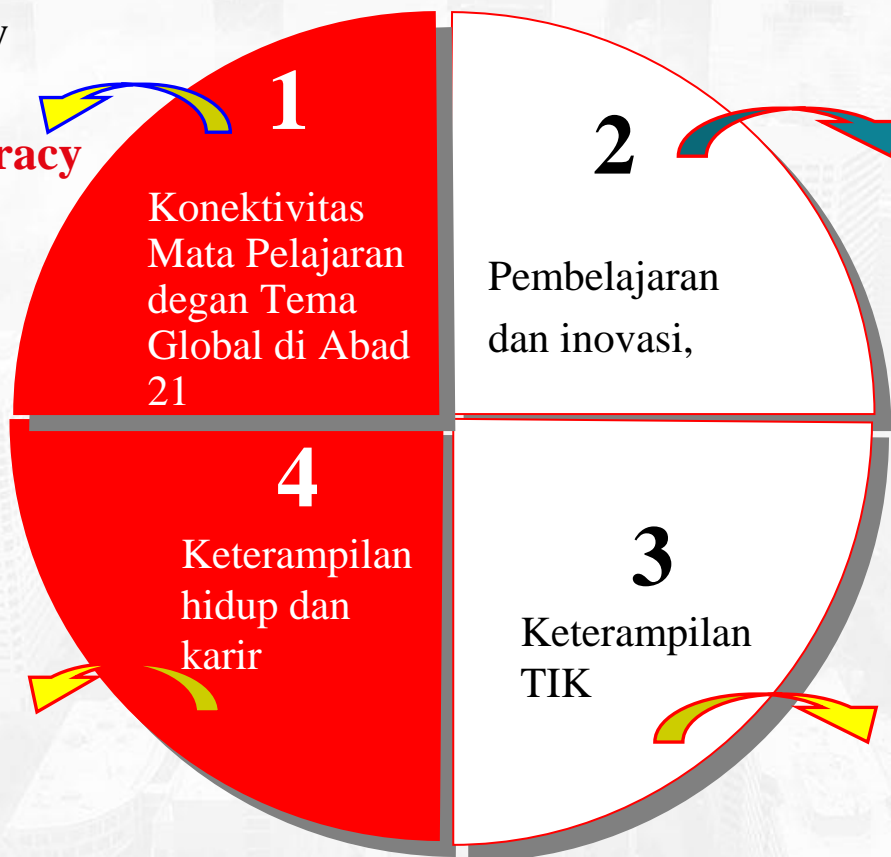 y
racy
1
Konektivitas
Mata Pelajaran
degan Tema
Global di Abad
21
2
Pembelajaran
dan inovasi,
4
Keterampilan
hidup dan
karir
3
Keterampilan
TIK